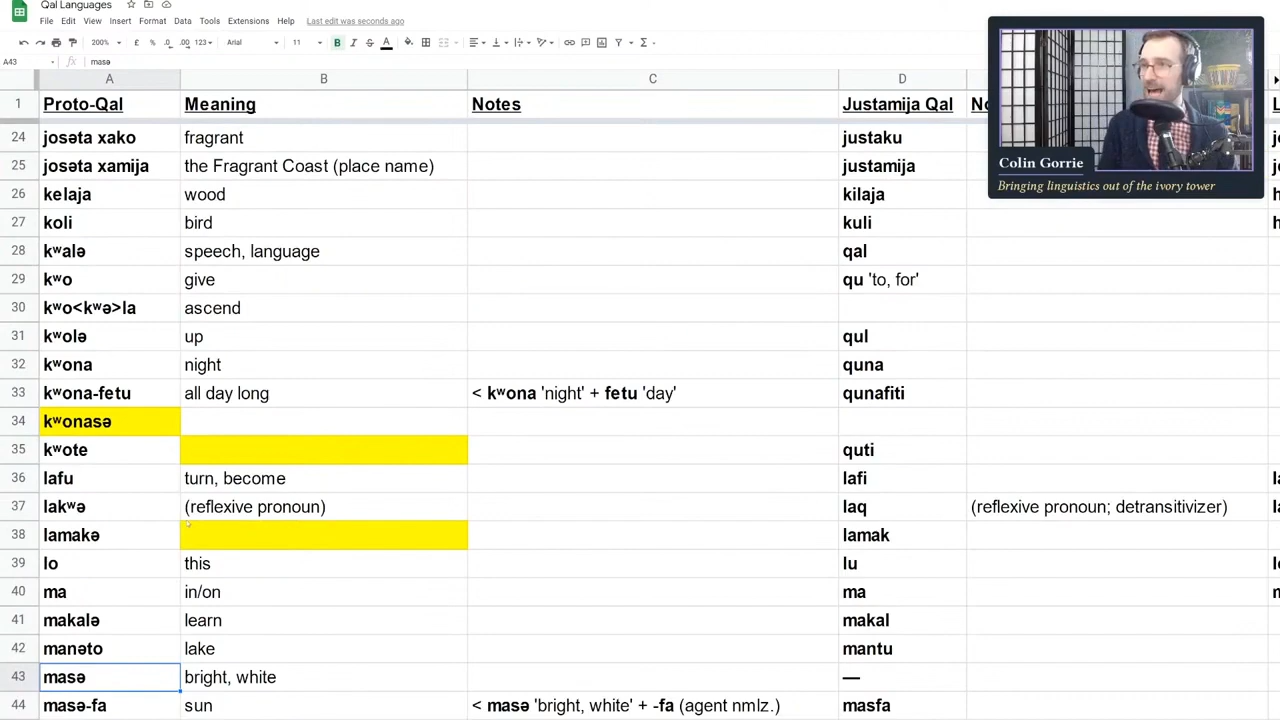 Qal Languages
File Edit View Insert Format Data Tools Extensions Help Last edit was seconds ago
200% £ % .0 .00 123 Arial 11 B I S A
A43 fx masə
A B C D
1 Proto-Qal Meaning Notes Justamija Qal
24 josəta xako fragrant justaku
25 josəta xamija the Fragrant Coast (place name) justamija
26 kelaja wood kilaja
27 koli bird kuli
28 kʷalə speech, language qal
29 kʷo give qu 'to, for'
30 kʷo<kʷə>la ascend
31 kʷolə up qul
32 kʷona night quna
33 kʷona-fetu all day long < kʷona 'night' + fetu 'day' qunafiti
34 kʷonasə
35 kʷote quti
36 lafu turn, become lafi
37 lakʷə (reflexive pronoun) laq (reflexive pronoun; detransitivizer)
38 lamakə lamak
39 lo this lu
40 ma in/on ma
41 makalə learn makal
42 manəto lake mantu
43 masə bright, white —
44 masə-fa sun < masə 'bright, white' + -fa (agent nmlz.) masfa
Colin Gorrie
Bringing linguistics out of the ivory tower